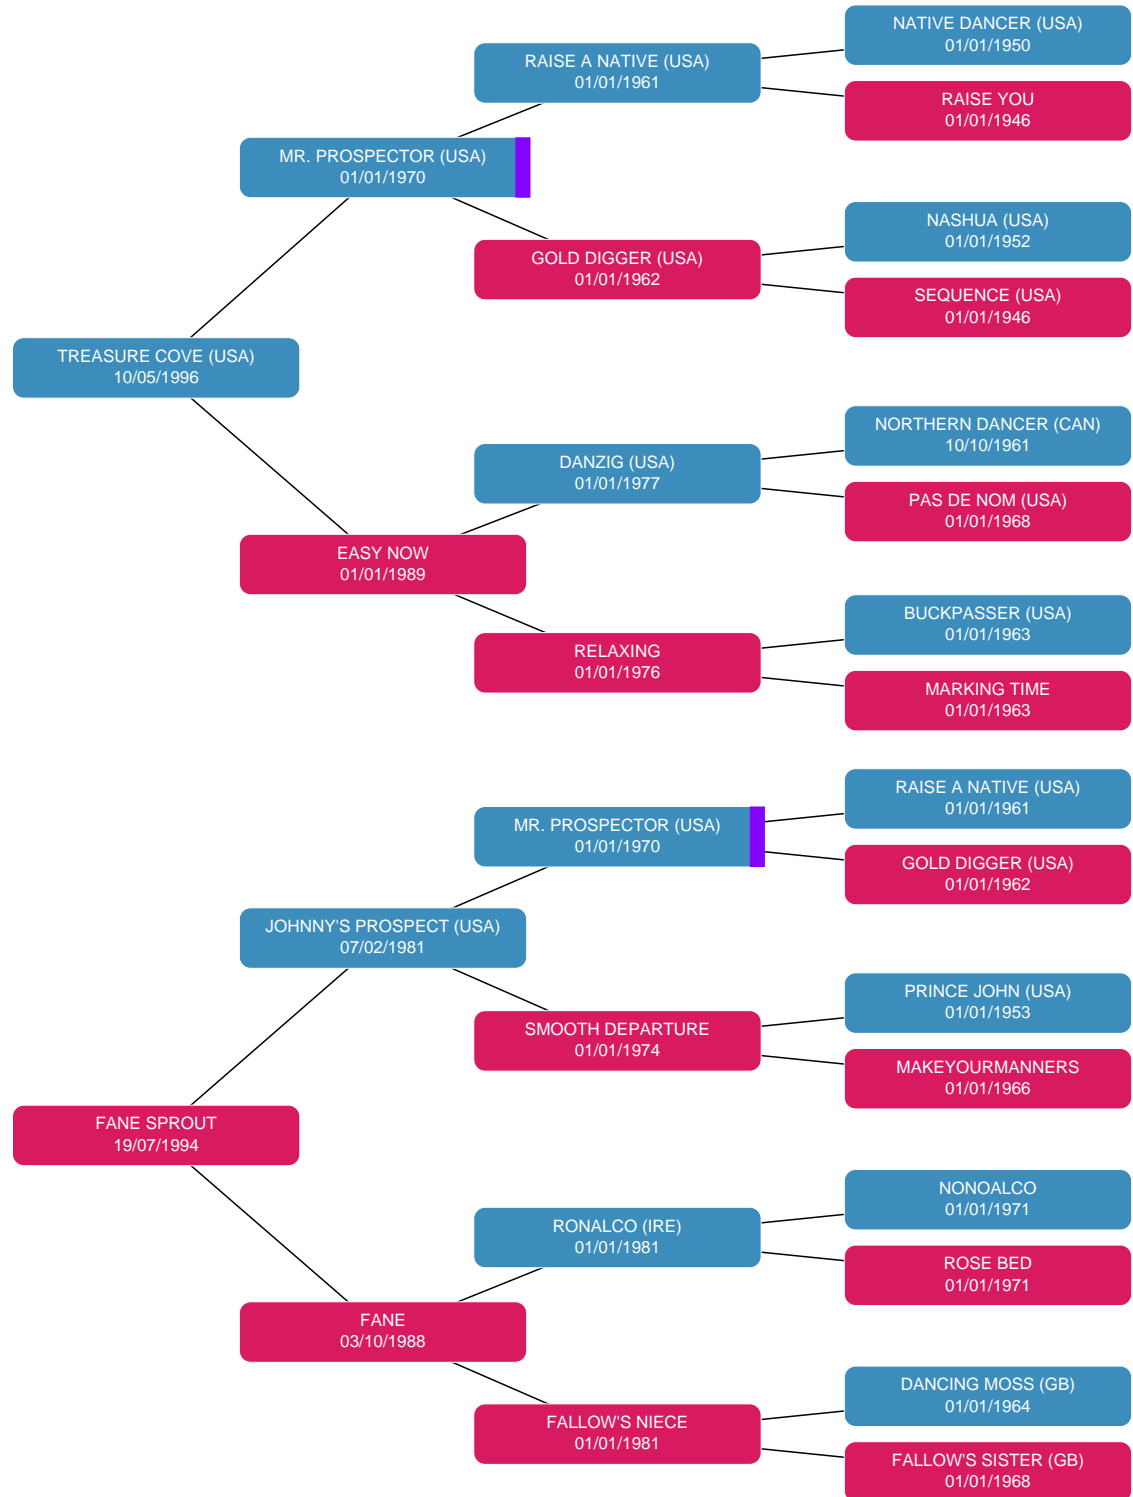 NATIVE DANCER (USA)
01/01/1950
RAISE A NATIVE (USA)
01/01/1961
RAISE YOU
01/01/1946
MR. PROSPECTOR (USA)
01/01/1970
NASHUA (USA)
01/01/1952
GOLD DIGGER (USA)
01/01/1962
SEQUENCE (USA)
01/01/1946
TREASURE COVE (USA)
10/05/1996
NORTHERN DANCER (CAN)
10/10/1961
DANZIG (USA)
01/01/1977
PAS DE NOM (USA)
01/01/1968
EASY NOW
01/01/1989
BUCKPASSER (USA)
01/01/1963
RELAXING
01/01/1976
MARKING TIME
01/01/1963
RAISE A NATIVE (USA)
01/01/1961
MR. PROSPECTOR (USA)
01/01/1970
GOLD DIGGER (USA)
01/01/1962
JOHNNY'S PROSPECT (USA)
07/02/1981
PRINCE JOHN (USA)
01/01/1953
SMOOTH DEPARTURE
01/01/1974
MAKEYOURMANNERS
01/01/1966
FANE SPROUT
19/07/1994
NONOALCO
01/01/1971
RONALCO (IRE)
01/01/1981
ROSE BED
01/01/1971
FANE
03/10/1988
DANCING MOSS (GB)
01/01/1964
FALLOW'S NIECE
01/01/1981
FALLOW'S SISTER (GB)
01/01/1968